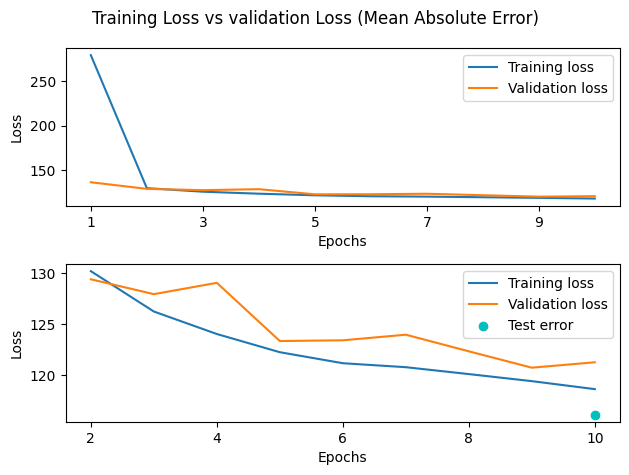 Training Loss vs validation Loss (Mean Absolute Error)
250
200
150
Loss
Training loss
Validation loss
1 3 5 7 9
Epochs
130
125
120
Loss
Training loss
Validation loss
Test error
2 4 6 8 10
Epochs